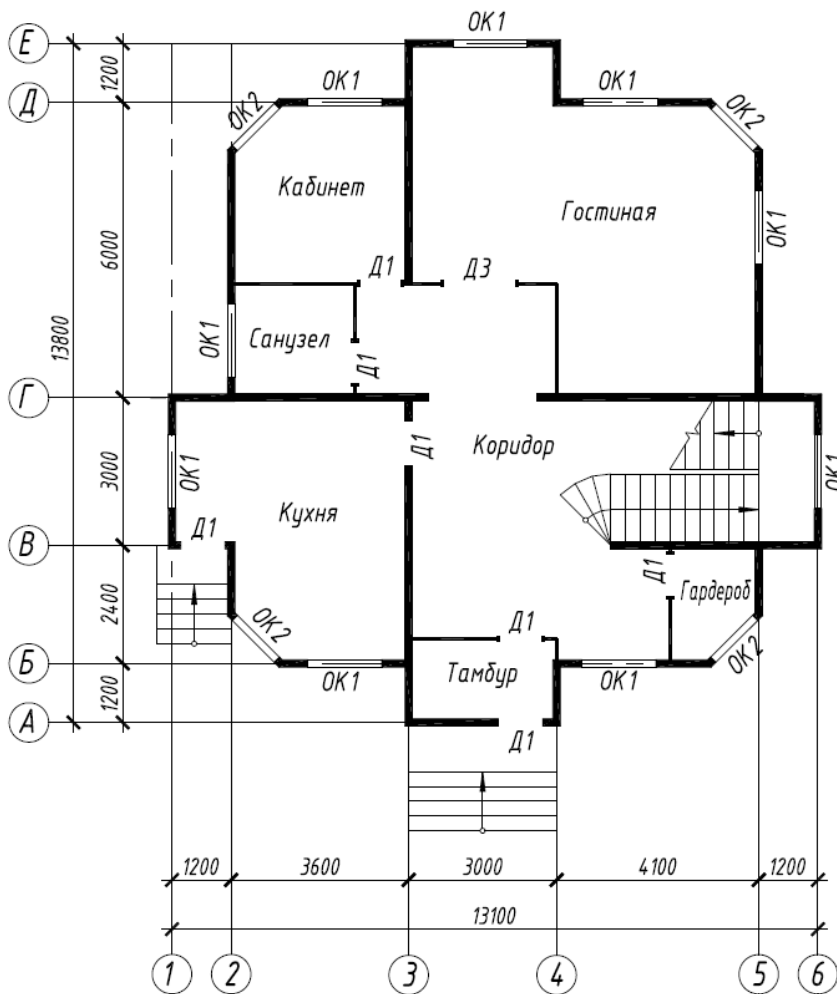 ОК1
Е
1200
ОК1
ОК1
Д
ОК2
ОК2
Кабинет
Гостиная
ОК1
6000
Д1
Д3
13800
ОК1
Санузел
Д1
Г
ОК1
3000
Д1
Коридор
ОК1
Кухня
Д1
В
Д1
Гардероб
2400
ОК2
Д1
ОК2
Б
ОК1
Тамбур
ОК1
1200
А
Д1
1200
3600
3000
4100
1200
13100
1
2
3
4
5
6